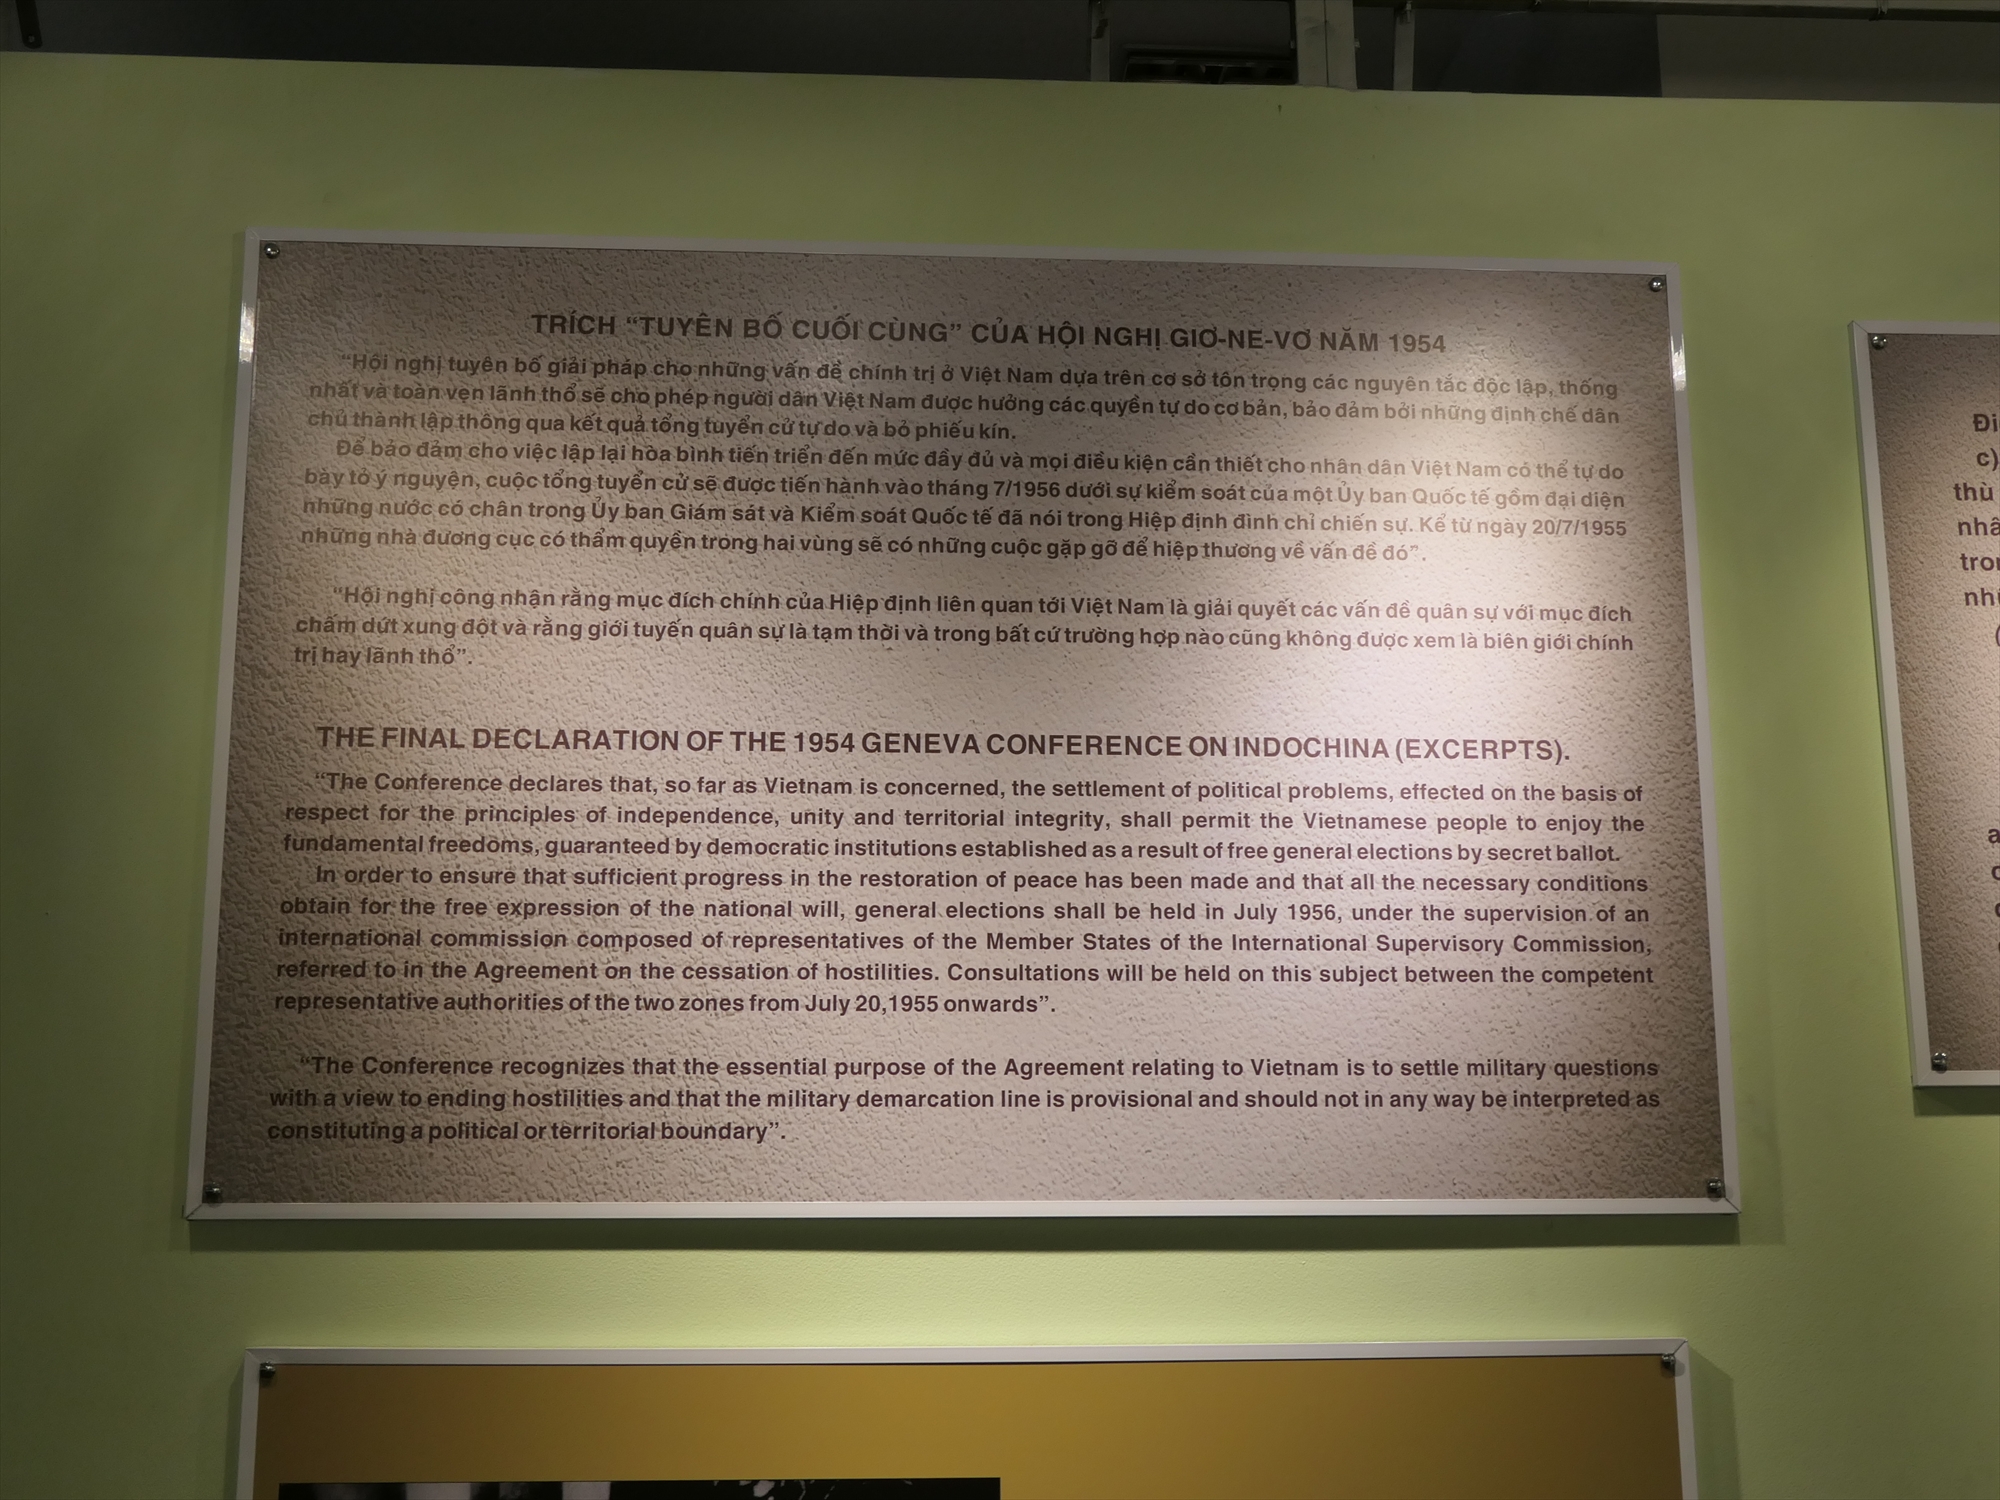 TRÍCH “TUYÊN BỐ CUỐI CÙNG” CỦA HỘI NGHỊ GIƠ-NE-VƠ NĂM 1954
“Hội nghị tuyên bố giải pháp cho những vấn đề chính trị ở Việt Nam dựa trên cơ sở tôn trọng các nguyên tắc độc lập, thống
nhất và toàn vẹn lãnh thổ sẽ cho phép người dân Việt Nam được hưởng các quyền tự do cơ bản, bảo đảm bởi những định chế dân
chủ thành lập thông qua kết quả tổng tuyển cử tự do và bỏ phiếu kín.
Để bảo đảm cho việc lập lại hòa bình tiến triển đến mức đầy đủ và mọi điều kiện cần thiết cho nhân dân Việt Nam có thể tự do
bày tỏ ý nguyện, cuộc tổng tuyển cử sẽ được tiến hành vào tháng 7/1956 dưới sự kiểm soát của một Ủy ban Quốc tế gồm đại diện
những nước có chân trong Ủy ban Giám sát và Kiểm soát Quốc tế đã nói trong Hiệp định đình chỉ chiến sự. Kể từ ngày 20/7/1955
những nhà đương cục có thẩm quyền trong hai vùng sẽ có những cuộc gặp gỡ để hiệp thương về vấn đề đó”.
“Hội nghị công nhận rằng mục đích chính của Hiệp định liên quan tới Việt Nam là giải quyết các vấn đề quân sự với mục đích
chấm dứt xung đột và rằng giới tuyến quân sự là tạm thời và trong bất cứ trường hợp nào cũng không được xem là biên giới chính
trị hay lãnh thổ”.
THE FINAL DECLARATION OF THE 1954 GENEVA CONFERENCE ON INDOCHINA (EXCERPTS).
“The Conference declares that, so far as Vietnam is concerned, the settlement of political problems, effected on the basis of
respect for the principles of independence, unity and territorial integrity, shall permit the Vietnamese people to enjoy the
fundamental freedoms, guaranteed by democratic institutions established as a result of free general elections by secret ballot.
In order to ensure that sufficient progress in the restoration of peace has been made and that all the necessary conditions
obtain for the free expression of the national will, general elections shall be held in July 1956, under the supervision of an
international commission composed of representatives of the Member States of the International Supervisory Commission,
referred to in the Agreement on the cessation of hostilities. Consultations will be held on this subject between the competent
representative authorities of the two zones from July 20,1955 onwards”.
“The Conference recognizes that the essential purpose of the Agreement relating to Vietnam is to settle military questions
with a view to ending hostilities and that the military demarcation line is provisional and should not in any way be interpreted as
constituting a political or territorial boundary”.
c)
thù